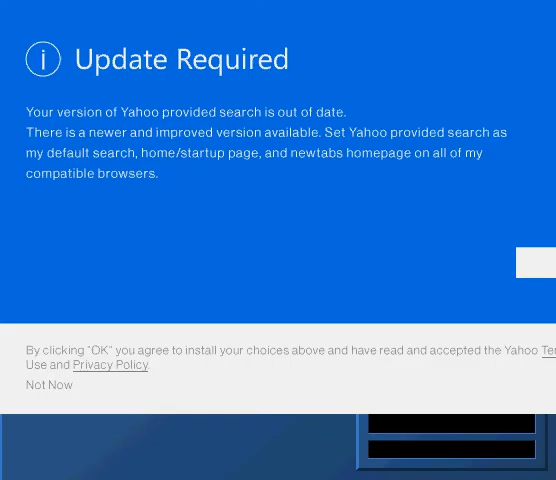 Update Required
Your version of Yahoo provided search is out of date.
There is a newer and improved version available. Set Yahoo provided search as
my default search, home/startup page, and newtabs homepage on all of my
compatible browsers.
By clicking "OK" you agree to install your choices above and have read and accepted the Yahoo
Use and Privacy Policy.
Not Now